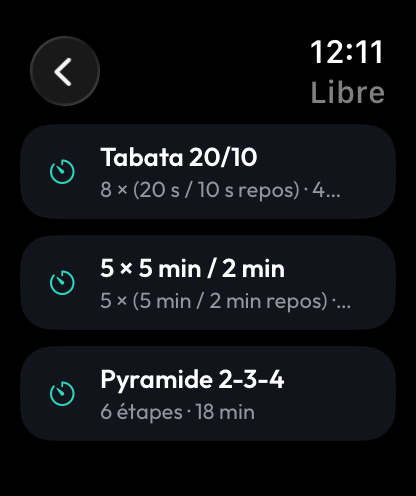 12:11
Libre
Tabata 20/10
8 × (20 s / 10 s repos) · 4...
5 × 5 min / 2 min
5 × (5 min / 2 min repos) ·...
Pyramide 2-3-4
6 étapes · 18 min